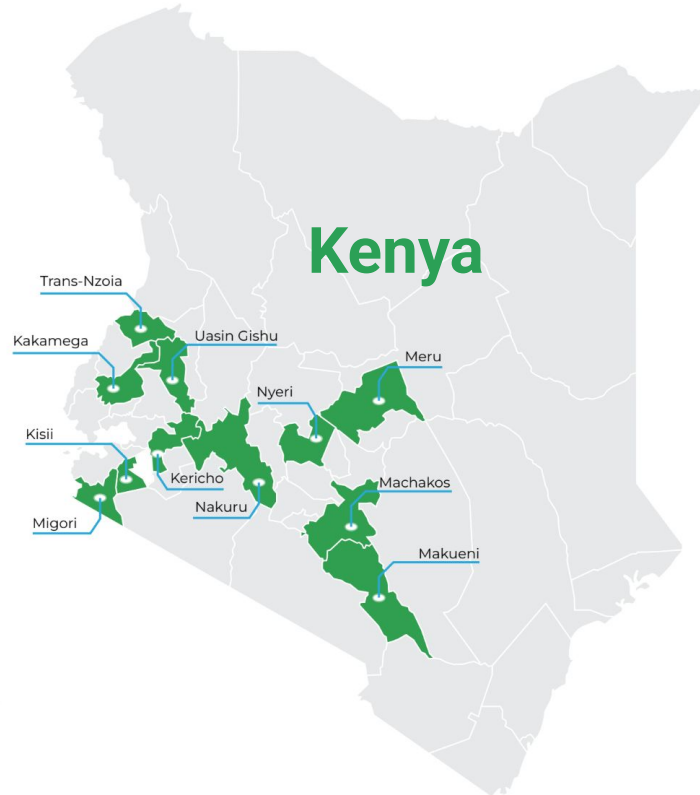 Kenya
Trans-Nzoia
Kakamega
Uasin Gishu
Meru
Nyeri
Kisii
Kericho
Machakos
Nakuru
Migori
Makueni